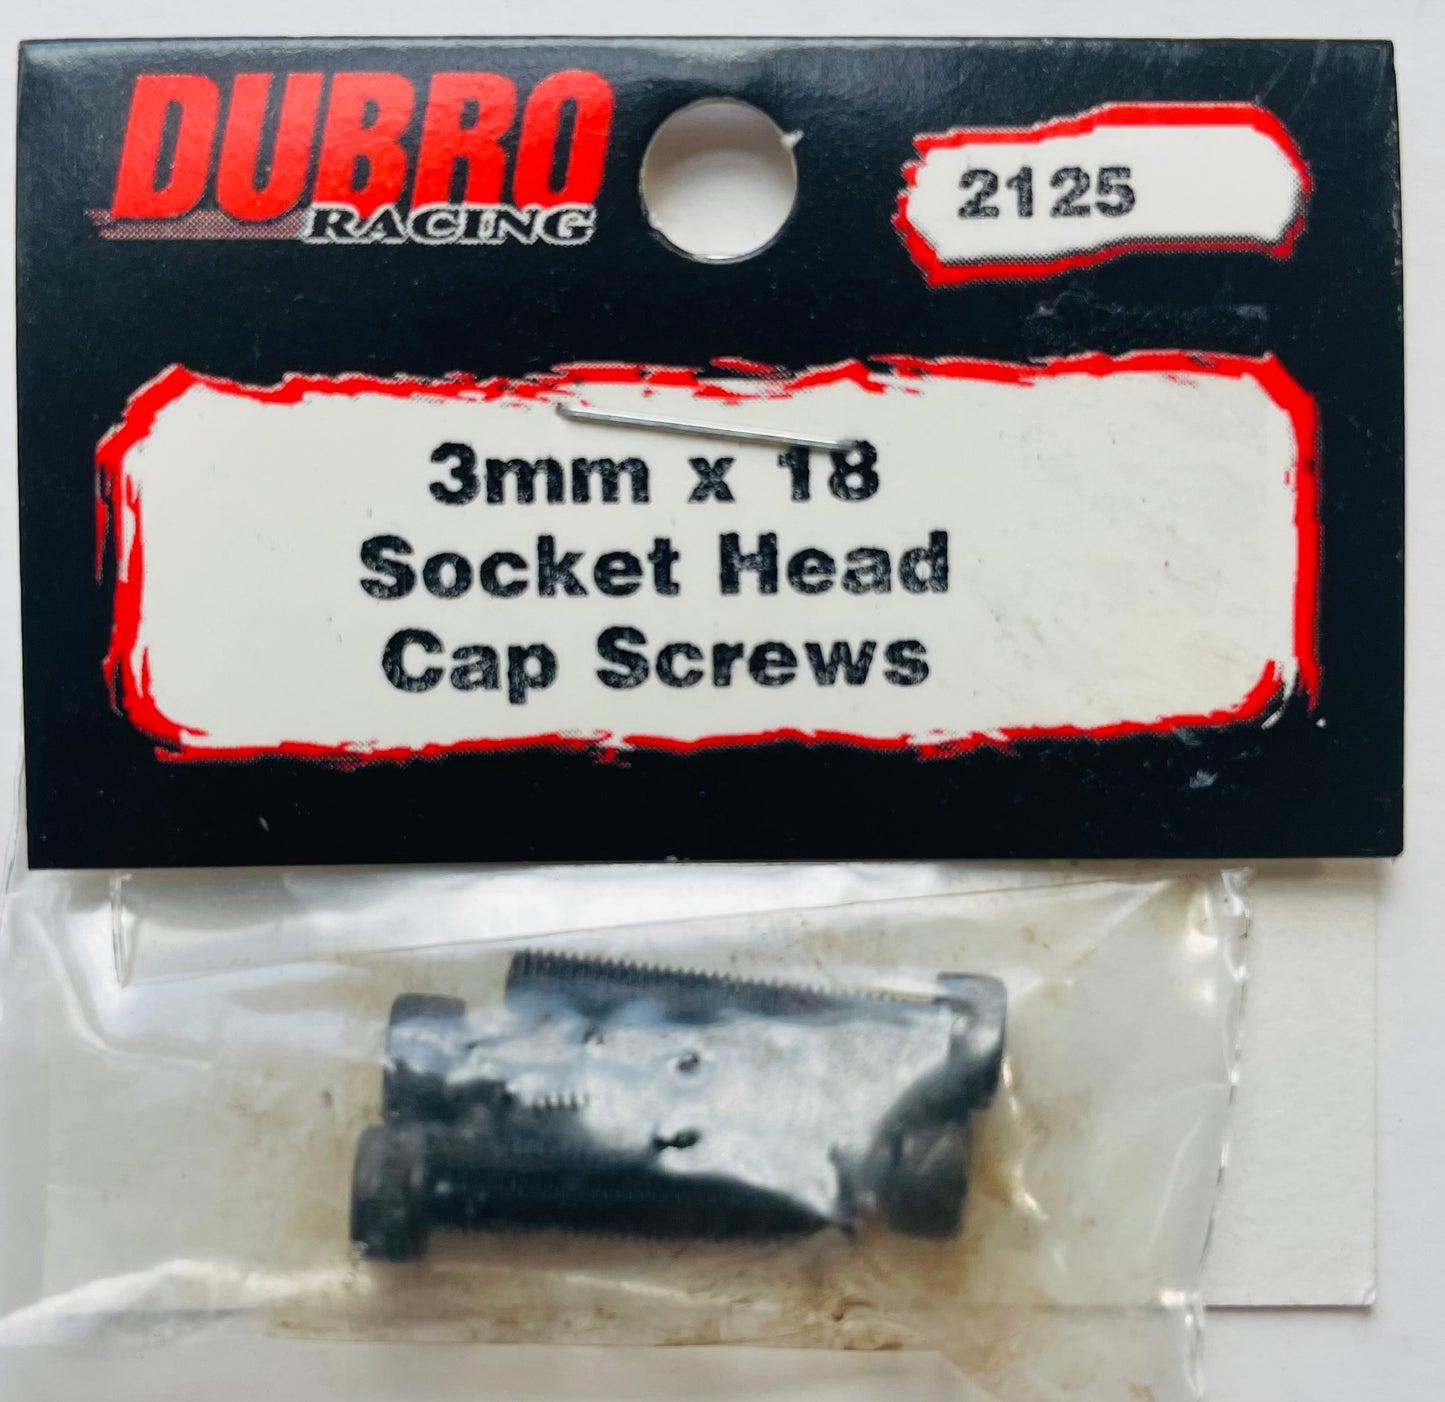 DUBRO
RACING
2125
3mm x 18
Socket Head
Cap Screws